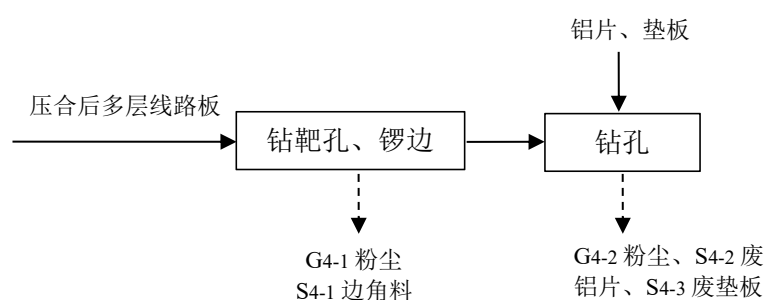 铝片、垫板
压合后多层线路板
钻靶孔、锣边
钻孔
G4-1 粉尘
S4-1 边角料
G4-2 粉尘、S4-2 废
铝片、S4-3 废垫板